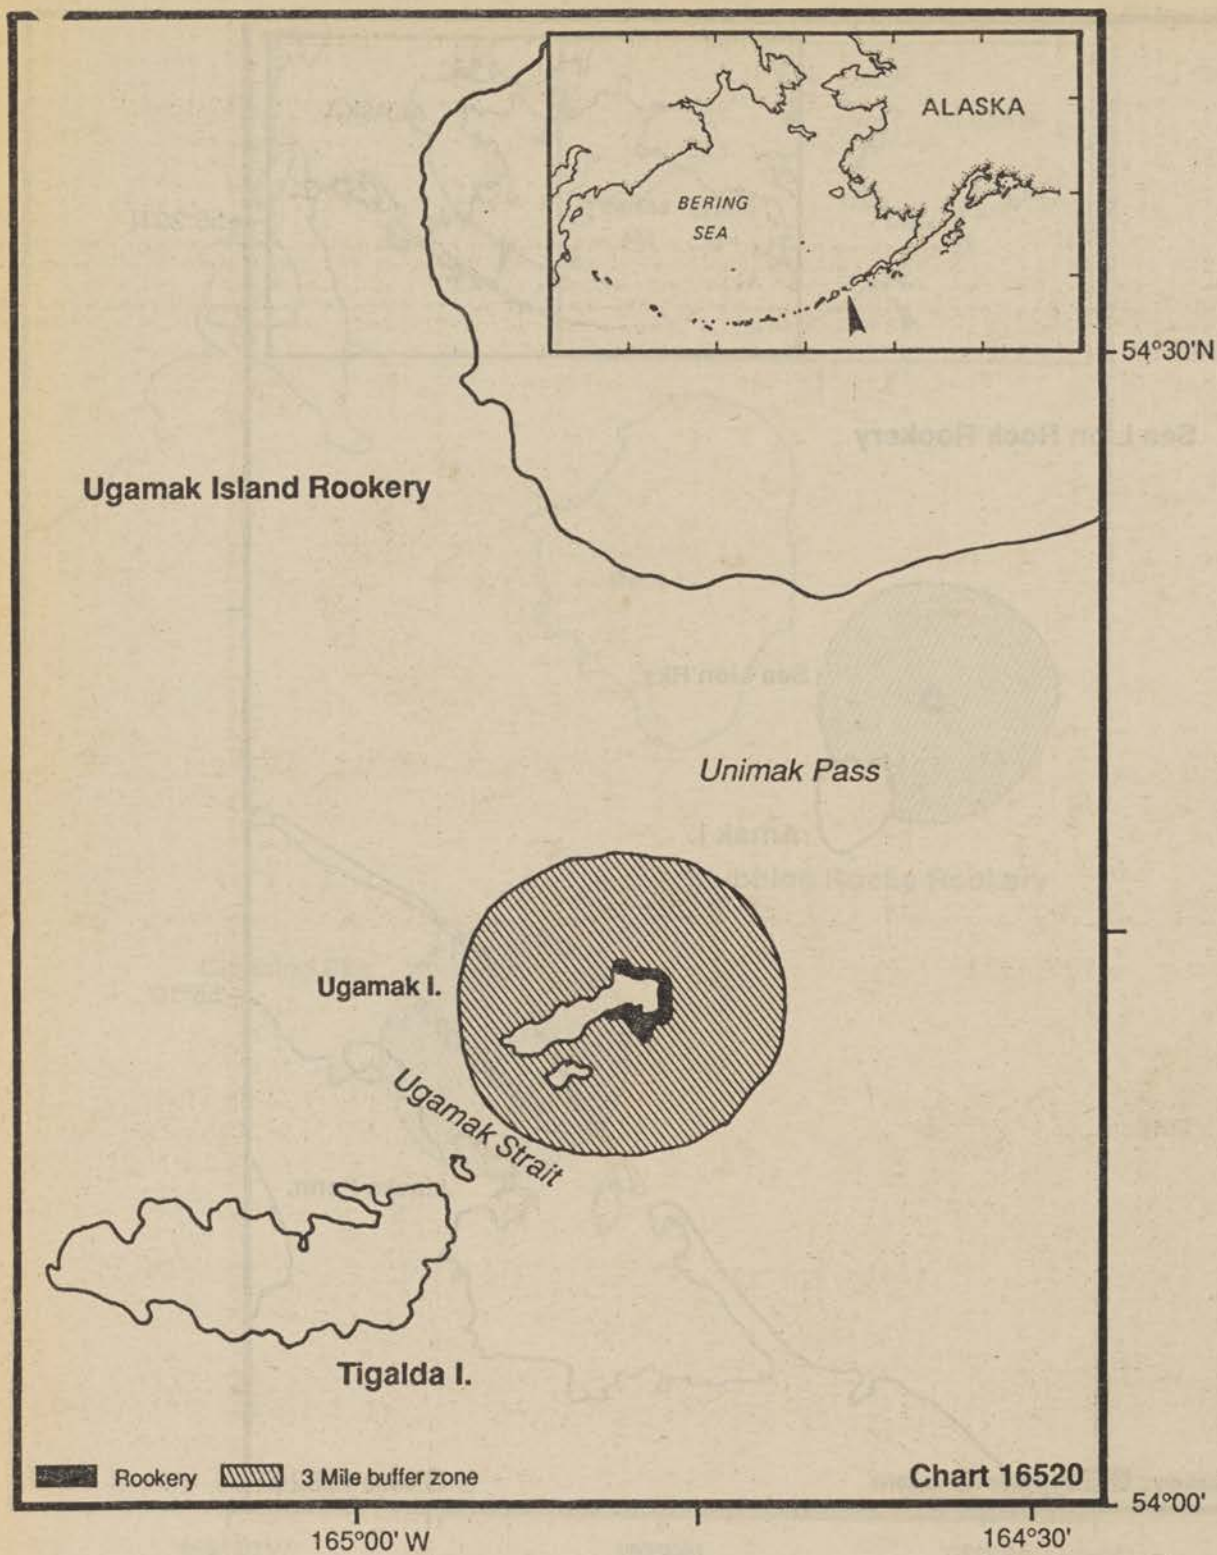 ALASKA
BERING
SEA
54°30'N
Ugamak Island Rookery
Unimak Pass
Ugamak I.
Ugamak Strait
Tigalda I.
Rookery
3 Mile buffer zone
Chart 16520
54°00'
165°00' W
164°30'